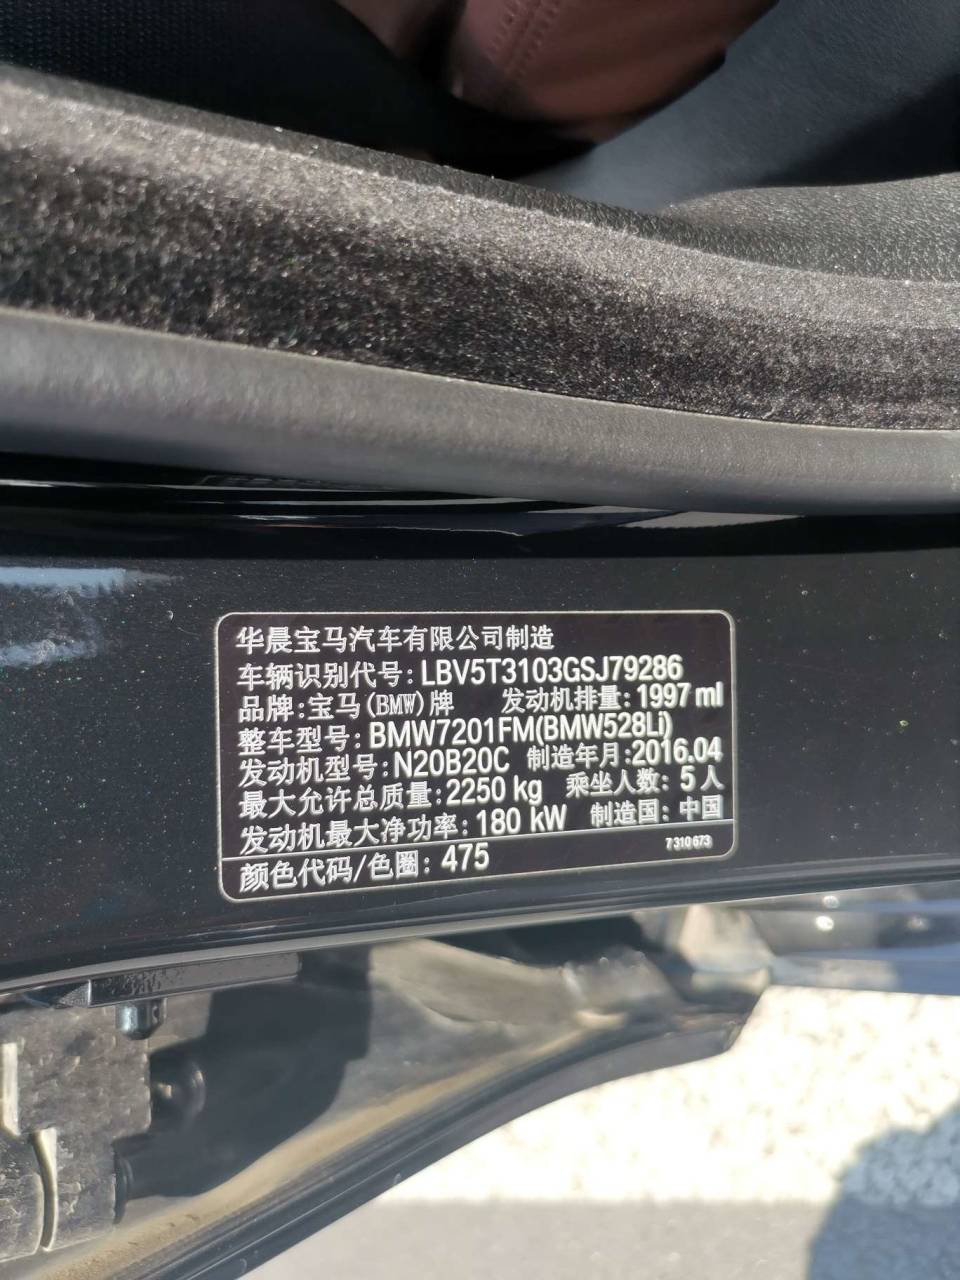 华晨宝马汽车有限公司制造
车辆识别代号: LBV5T3103GSJ79286
品牌: 宝马(BMW)牌 发动机排量: 1997 ml
整车型号: BMW7201FM(BMW528Li)
发动机型号: N20B20C 制造年月: 2016.04
最大允许总质量: 2250 kg 乘坐人数: 5 人
发动机最大净功率: 180 kW 制造国: 中国
颜色代码/色圈: 475 7 310 673